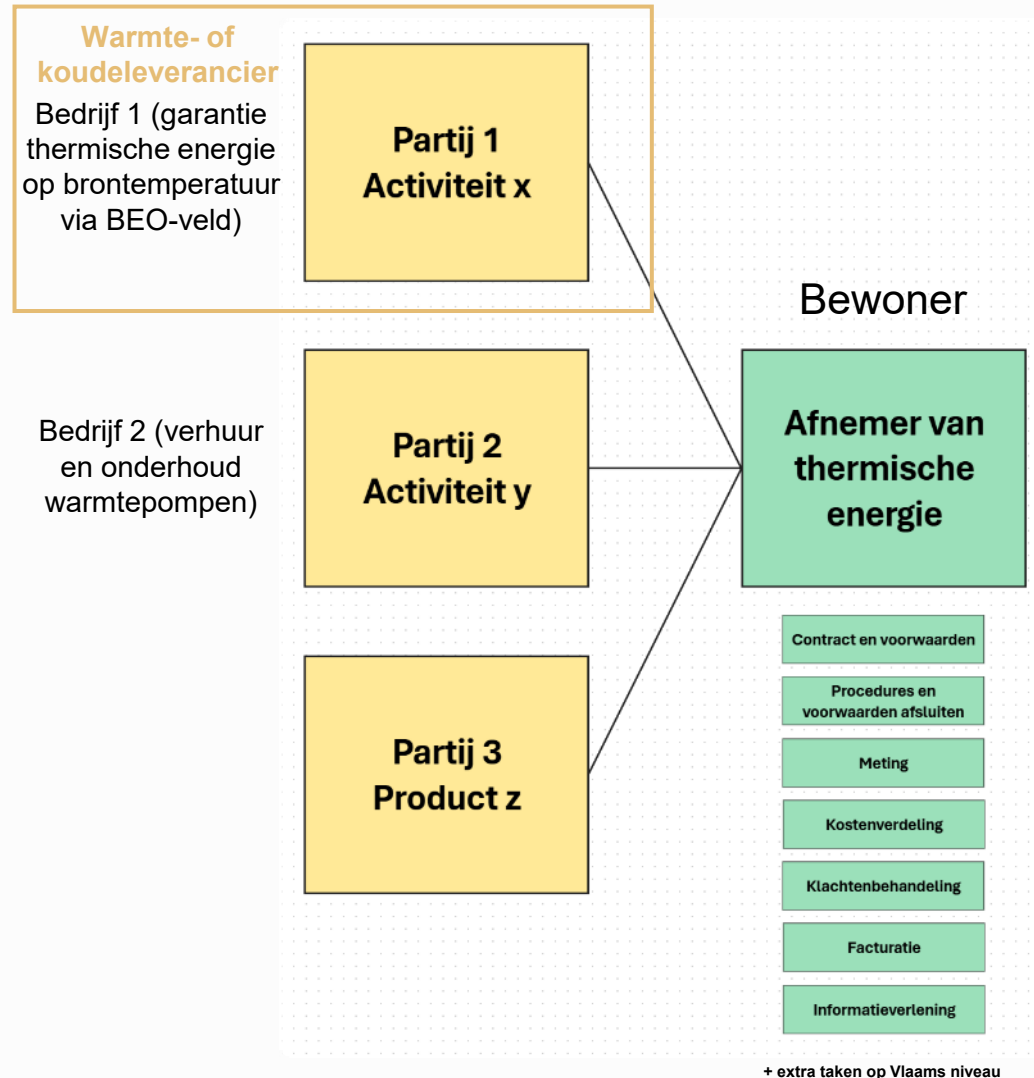 Warmte- of
koudeleverancier
Bedrijf 1 (garantie
thermische energie
op brontemperatuur
via BEO-veld)
Partij 1
Activiteit x
Bewoner
Bedrijf 2 (verhuur
en onderhoud
warmtepompen)
Partij 2
Activiteit y
Afnemer van
thermische
energie
Partij 3
Product z
Contract en voorwaarden
Procedures en
voorwaarden afsluiten
Meting
Kostenverdeling
Klachtenbehandeling
Facturatie
Informatieverlening
+ extra taken op Vlaams niveau